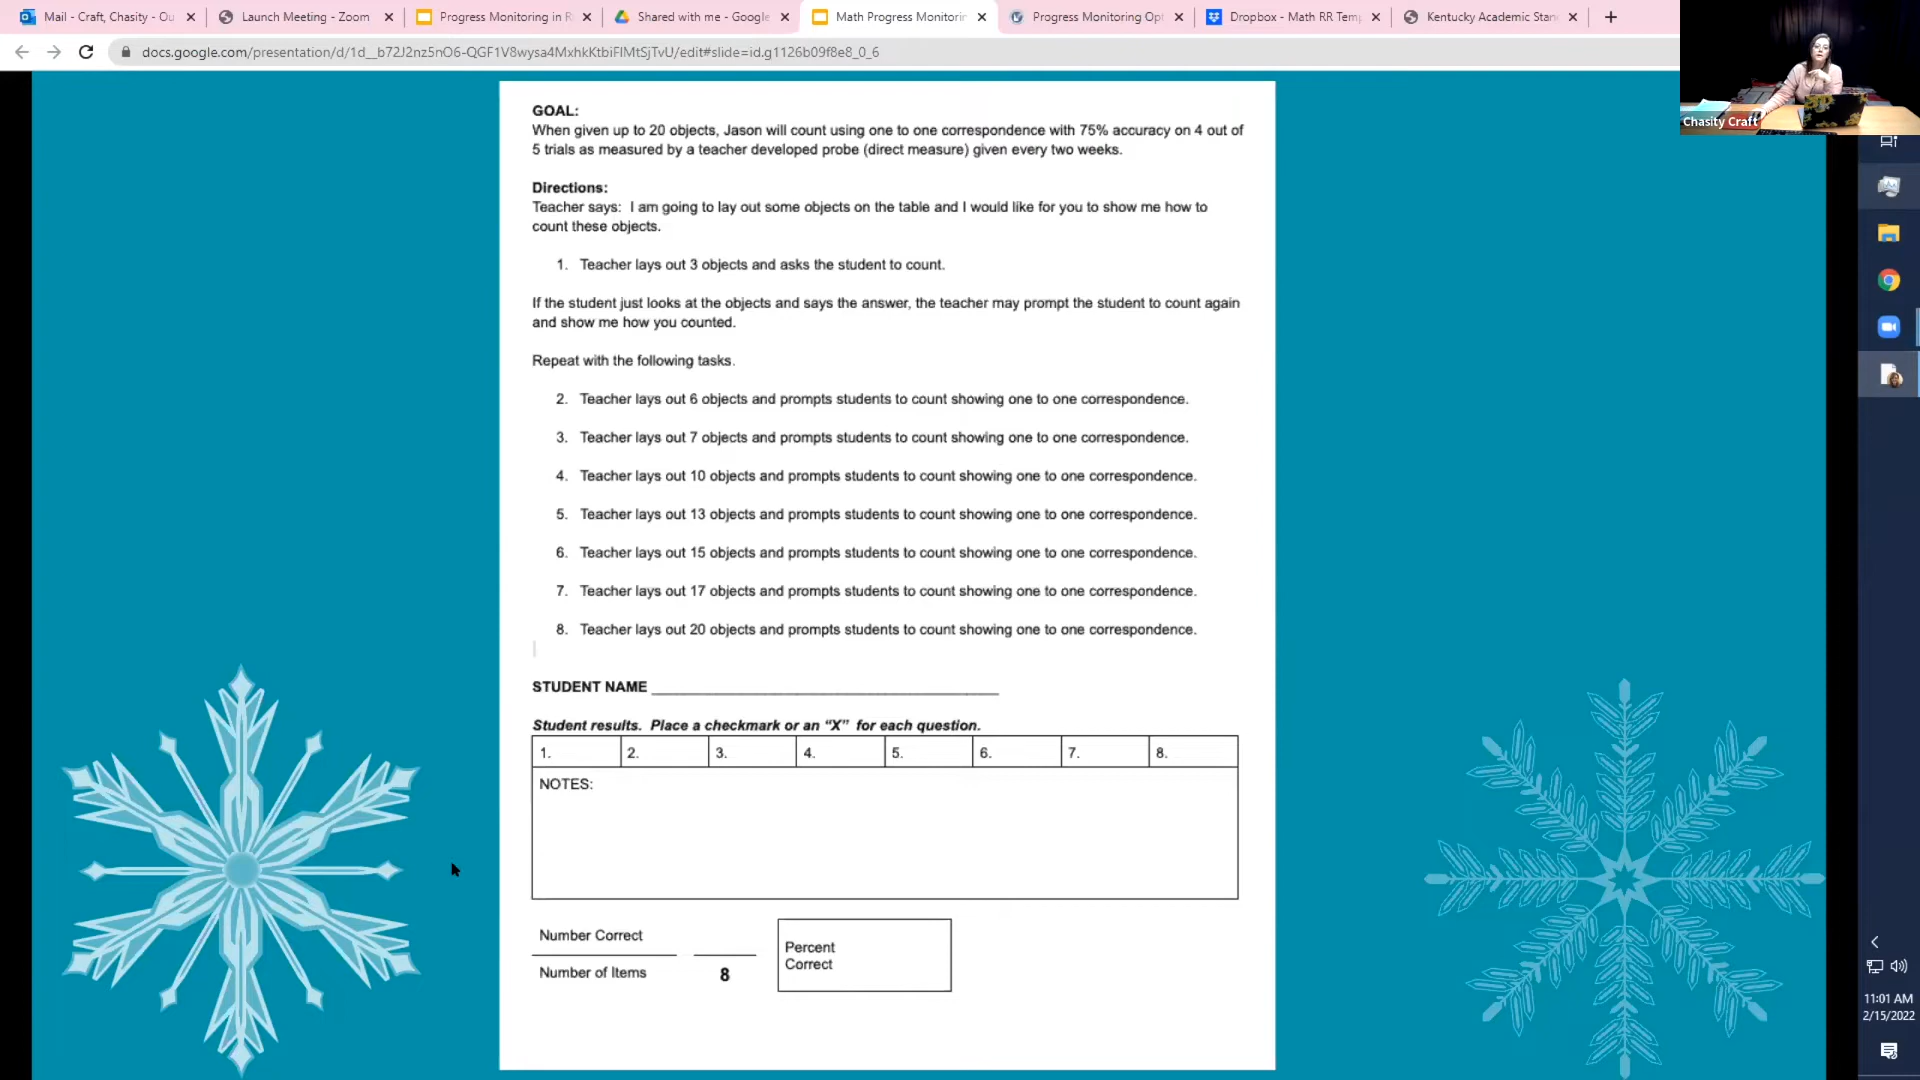 Mail - Craft, Chasity - Ou
Launch Meeting - Zoom
Progress Monitoring in R
Shared with me - Google
Math Progress Monitorin
Progress Monitoring Opt
Dropbox - Math RR Temp
Kentucky Academic Stan
docs.google.com/presentation/d/1d__b72J2nz5nO6-QGF1V8wysa4MxhkKtbiFlMtSjTvU/edit#slide=id.g1126b09f8e8_0_6
Chasity Craft
GOAL:
When given up to 20 objects, Jason will count using one to one correspondence with 75% accuracy on 4 out of
5 trials as measured by a teacher developed probe (direct measure) given every two weeks.
Directions:
Teacher says: I am going to lay out some objects on the table and I would like for you to show me how to
count these objects.
1. Teacher lays out 3 objects and asks the student to count.
If the student just looks at the objects and says the answer, the teacher may prompt the student to count again
and show me how you counted.
Repeat with the following tasks.
2. Teacher lays out 6 objects and prompts students to count showing one to one correspondence.
3. Teacher lays out 7 objects and prompts students to count showing one to one correspondence.
4. Teacher lays out 10 objects and prompts students to count showing one to one correspondence.
5. Teacher lays out 13 objects and prompts students to count showing one to one correspondence.
6. Teacher lays out 15 objects and prompts students to count showing one to one correspondence.
7. Teacher lays out 17 objects and prompts students to count showing one to one correspondence.
8. Teacher lays out 20 objects and prompts students to count showing one to one correspondence.
STUDENT NAME
Student results. Place a checkmark or an “X” for each question.
1. 2. 3. 4. 5. 6. 7. 8.
NOTES:
Number Correct
Number of Items
8
Percent
Correct
11:01 AM
2/15/2022